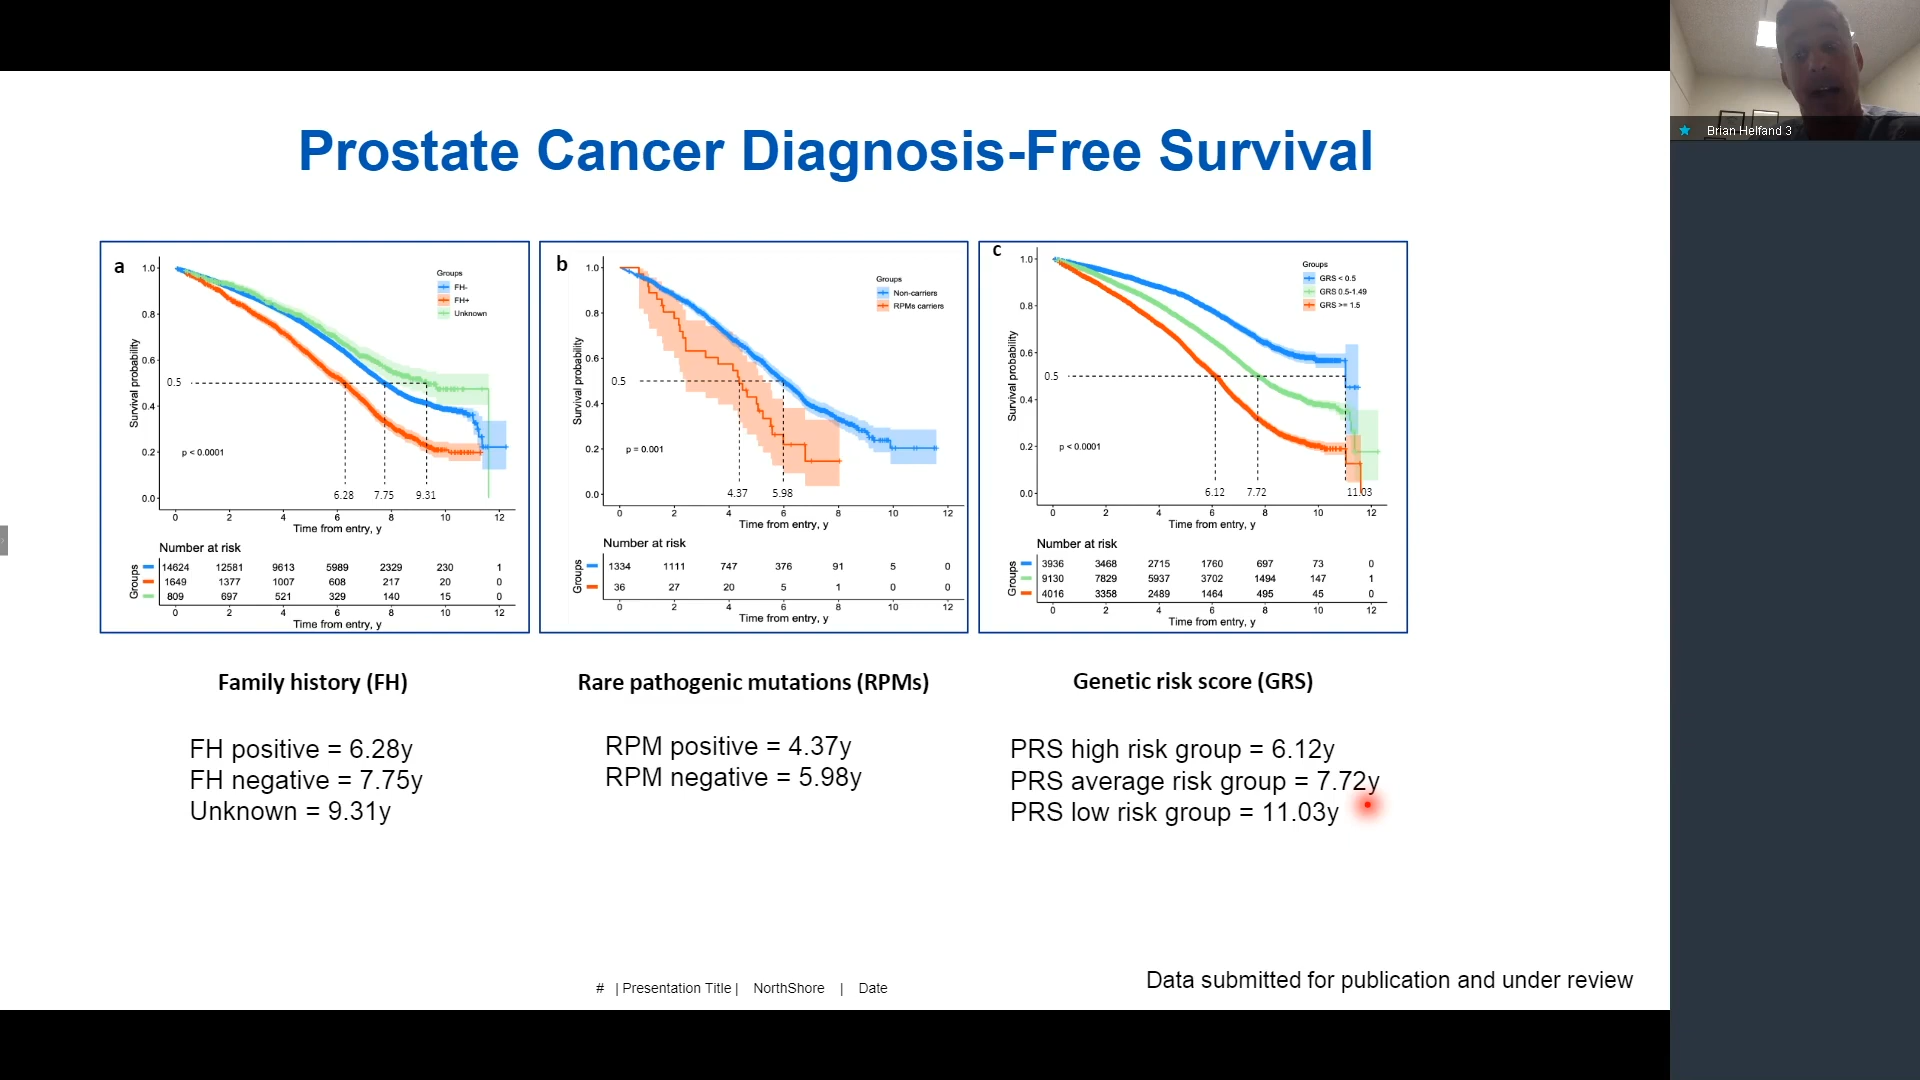 Brian Helfand 3
Prostate Cancer Diagnosis-Free Survival
a
Groups
FH-
FH+
Unknown
Survival probability
1.0
0.8
0.6
0.5
0.4
0.2
0.0
p < 0.0001
6.28 7.75 9.31
0 2 4 6 8 10 12
Time from entry, y
Number at risk
Groups
14624 12581 9613 5989 2329 230 1
1649 1377 1007 608 217 20 0
809 697 521 329 140 15 0
0 2 4 6 8 10 12
Time from entry, y
b
Groups
Non-carriers
RPMs carriers
Survival probability
1.0
0.8
0.6
0.5
0.4
0.2
0.0
p = 0.001
4.37 5.98
0 2 4 6 8 10 12
Time from entry, y
Number at risk
Groups
1334 1111 747 376 91 5 0
36 27 20 5 1 0 0
0 2 4 6 8 10 12
Time from entry, y
c
Groups
GRS < 0.5
GRS 0.5-1.49
GRS >= 1.5
Survival probability
1.0
0.8
0.6
0.5
0.4
0.2
0.0
p < 0.0001
6.12 7.72 11.03
0 2 4 6 8 10 12
Time from entry, y
Number at risk
Groups
3936 3468 2715 1760 697 73 0
9130 7829 5937 3702 1494 147 1
4016 3358 2489 1464 495 45 0
0 2 4 6 8 10 12
Time from entry, y
Family history (FH)
FH positive = 6.28y
FH negative = 7.75y
Unknown = 9.31y
Rare pathogenic mutations (RPMs)
RPM positive = 4.37y
RPM negative = 5.98y
Genetic risk score (GRS)
PRS high risk group = 6.12y
PRS average risk group = 7.72y
PRS low risk group = 11.03y
# | Presentation Title | NorthShore | Date
Data submitted for publication and under review